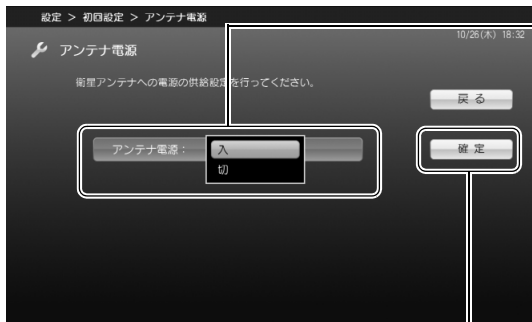 設定 > 初回設定 > アンテナ電源
10/26(木) 18:32
アンテナ電源
衛星アンテナへの電源の供給設定を行ってください。
戻る
アンテナ電源：
入
確定
切